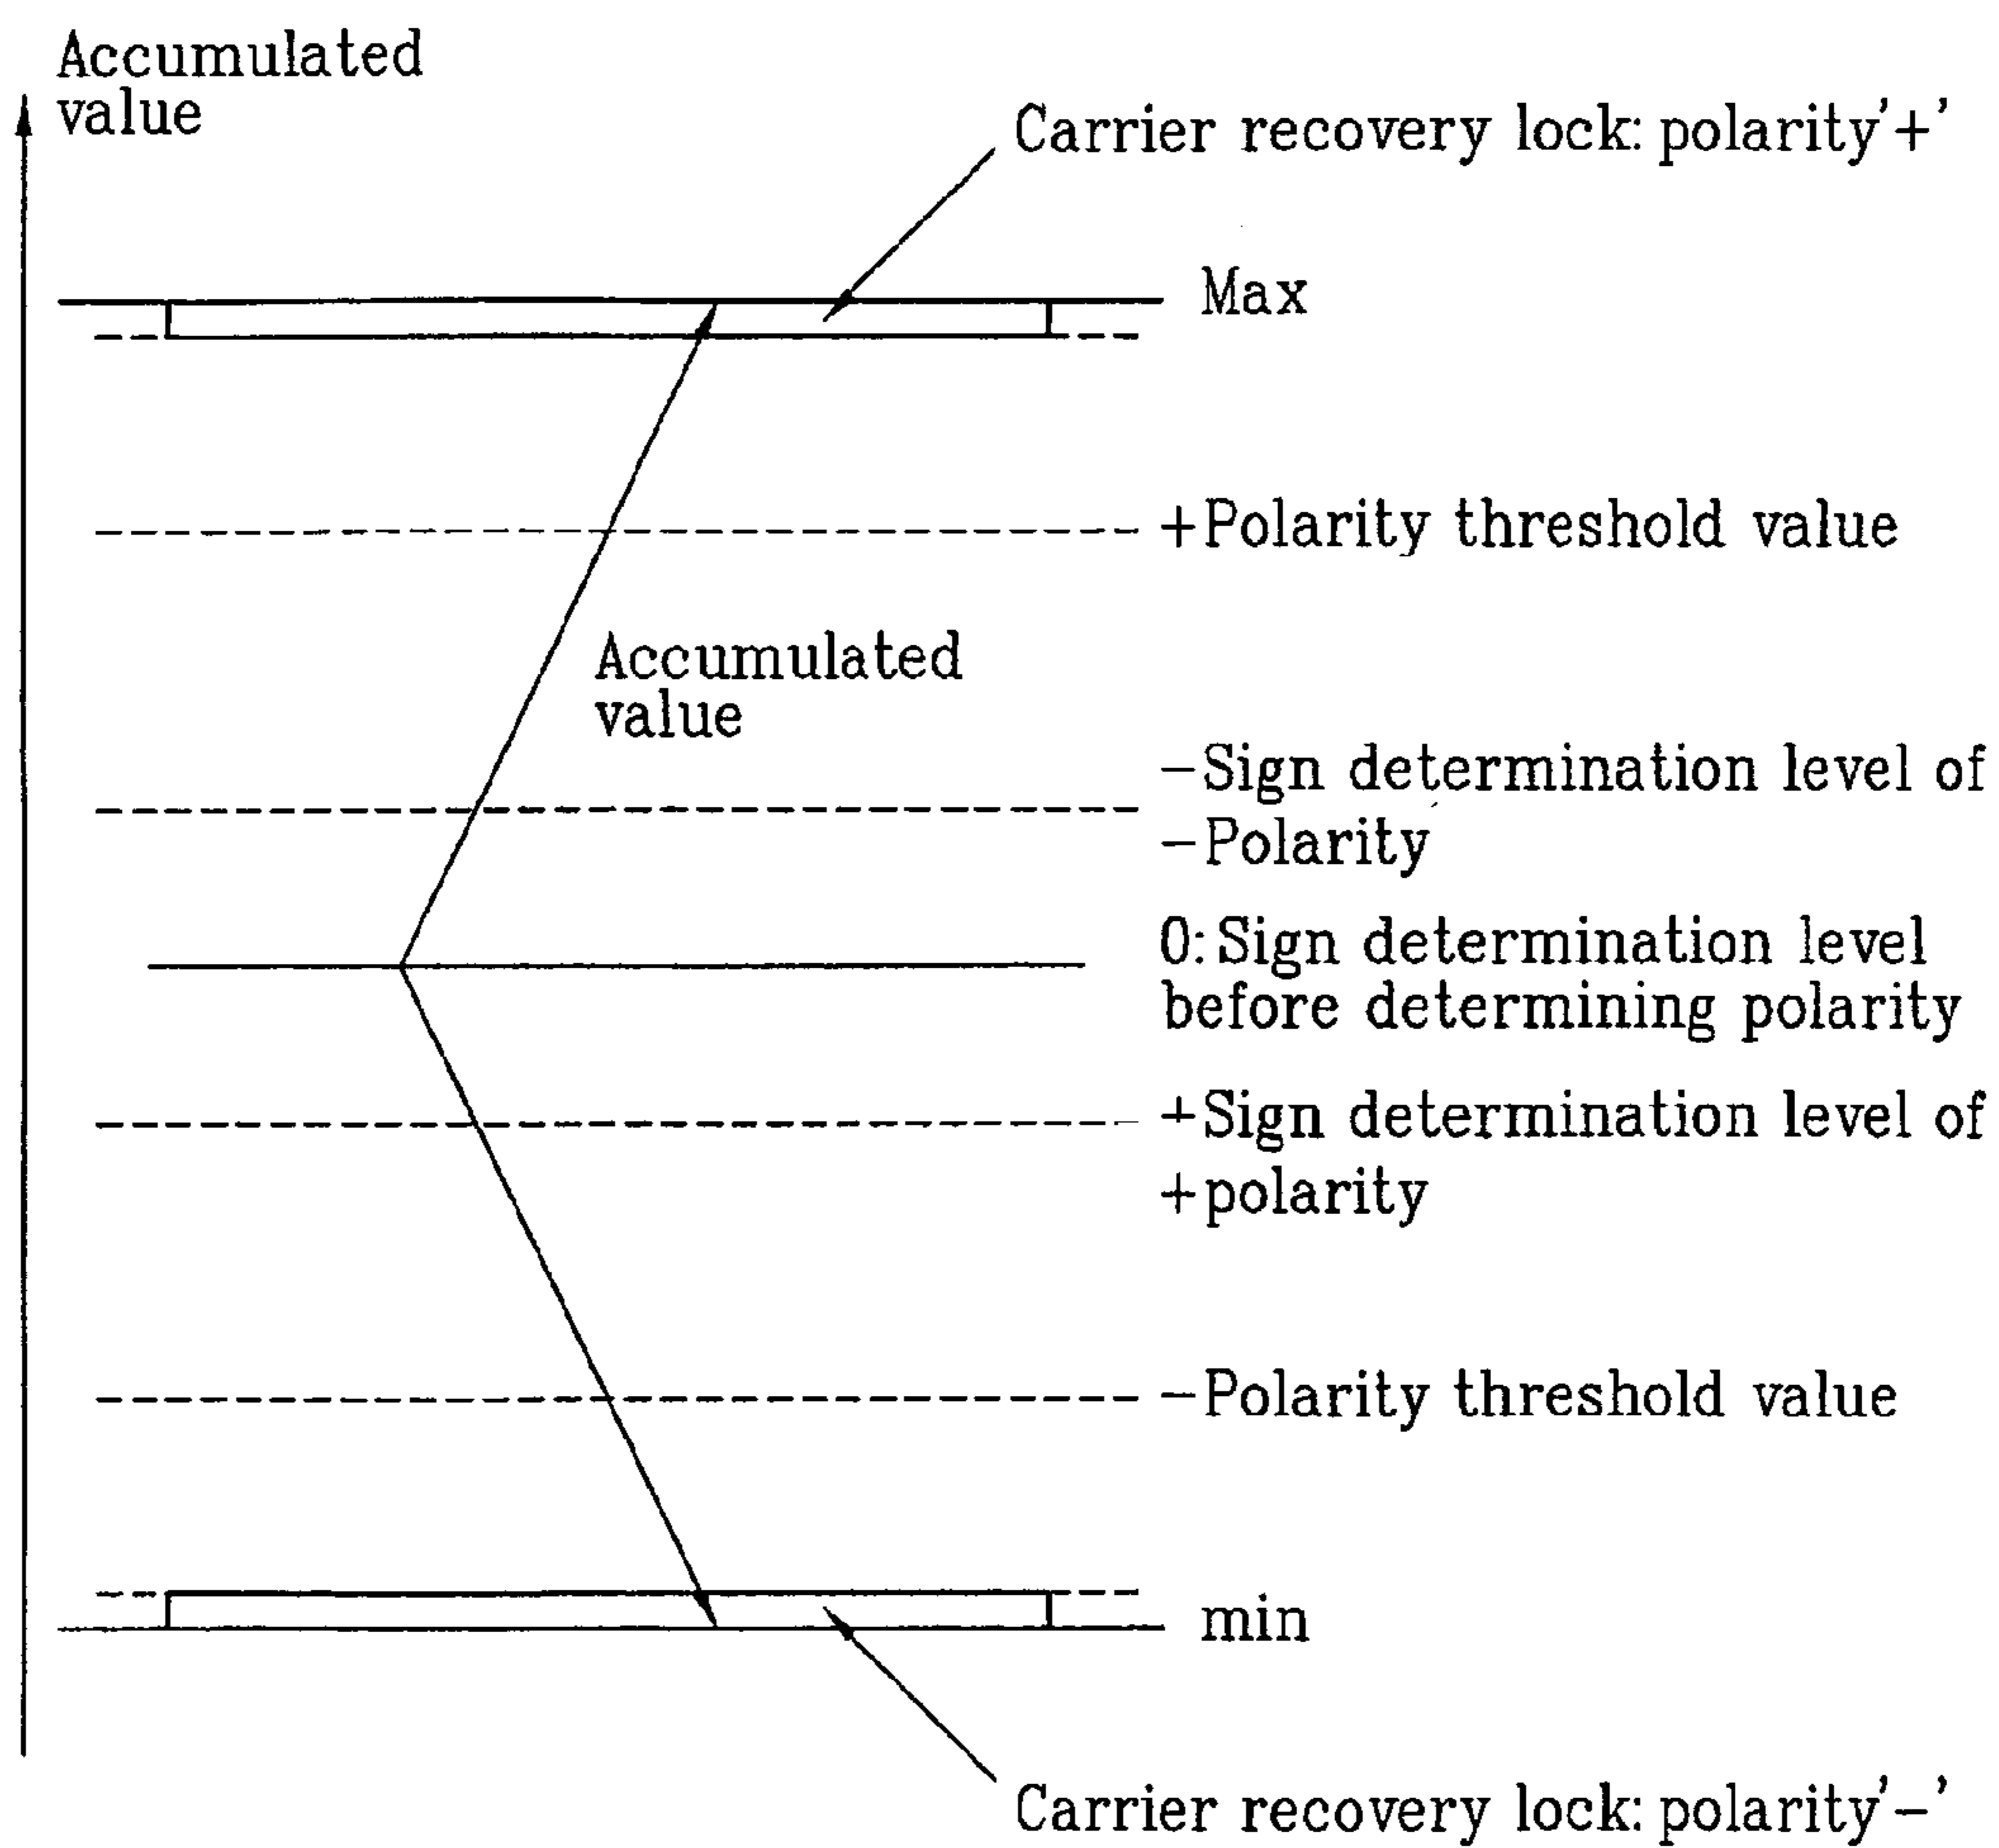 Accumulated
value
Carrier recovery lock: polarity'+'
Max
+Polarity threshold value
Accumulated
value
−Sign determination level of
−Polarity
0: Sign determination level
before determining polarity
+Sign determination level of
+polarity
−Polarity threshold value
min
Carrier recovery lock: polarity'−'